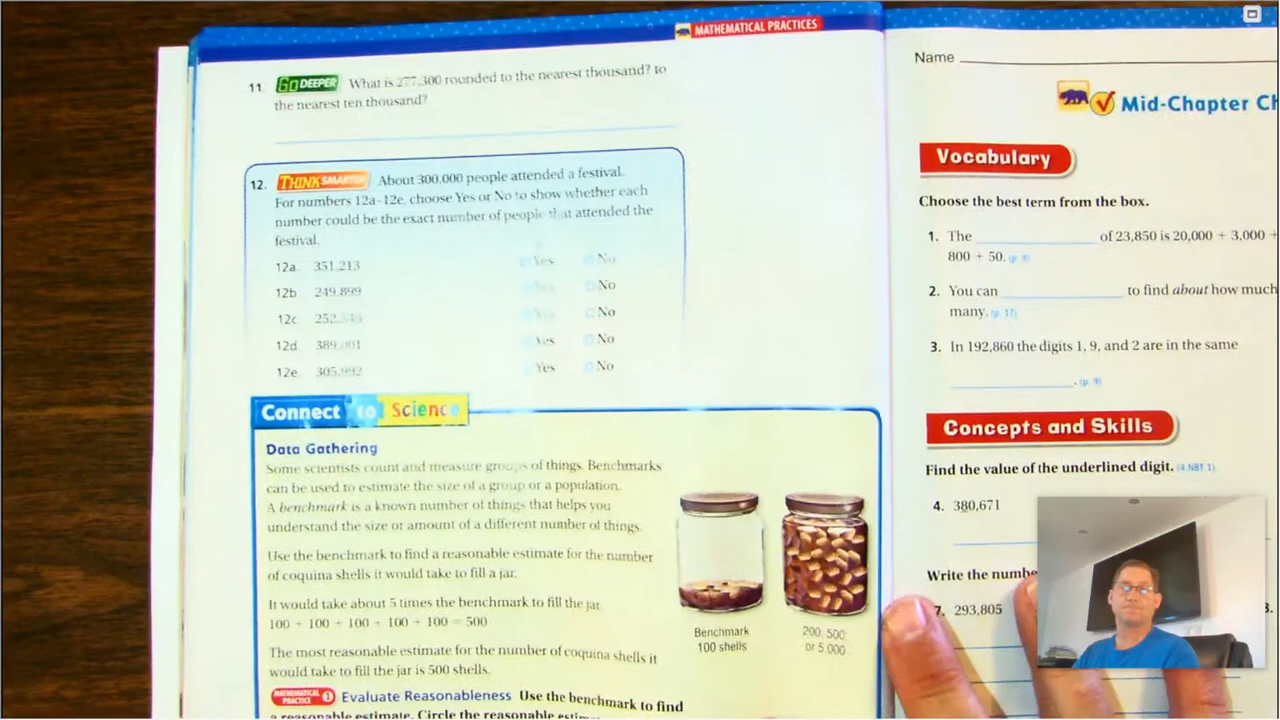 MATHEMATICAL PRACTICES
11. Go DEEPER What is 277,300 rounded to the nearest thousand? to
the nearest ten thousand?
12. THINK SMARTER About 300,000 people attended a festival.
For numbers 12a–12e, choose Yes or No to show whether each
number could be the exact number of people that attended the
festival.
12a. 351,213 Yes No
12b. 249,899 Yes No
12c. Yes No
12d. 389,001 Yes No
12e. 305,992 Yes No
Connect to Science
Data Gathering
Some scientists count and measure groups of things. Benchmarks
can be used to estimate the size of a group or a population.
A benchmark is a known number of things that helps you
understand the size or amount of a different number of things.
Use the benchmark to find a reasonable estimate for the number
of coquina shells it would take to fill a jar.
It would take about 5 times the benchmark to fill the jar.
100 + 100 + 100 + 100 + 100 = 500
The most reasonable estimate for the number of coquina shells it
would take to fill the jar is 500 shells.
Benchmark
100 shells
200, 500
or 5,000
MATHEMATICAL PRACTICE 1 Evaluate Reasonableness Use the benchmark to find
a reasonable estimate. Circle the reasonable
Name
Mid-Chapter
Vocabulary
Choose the best term from the box.
1. The of 23,850 is 20,000 + 3,000 +
800 + 50. (p. 9)
2. You can to find about how much
many. (p. 17)
3. In 192,860 the digits 1, 9, and 2 are in the same
. (p. 9)
Concepts and Skills
Find the value of the underlined digit. (4.NBT.1)
4. 380,671
Write the
7. 293,805